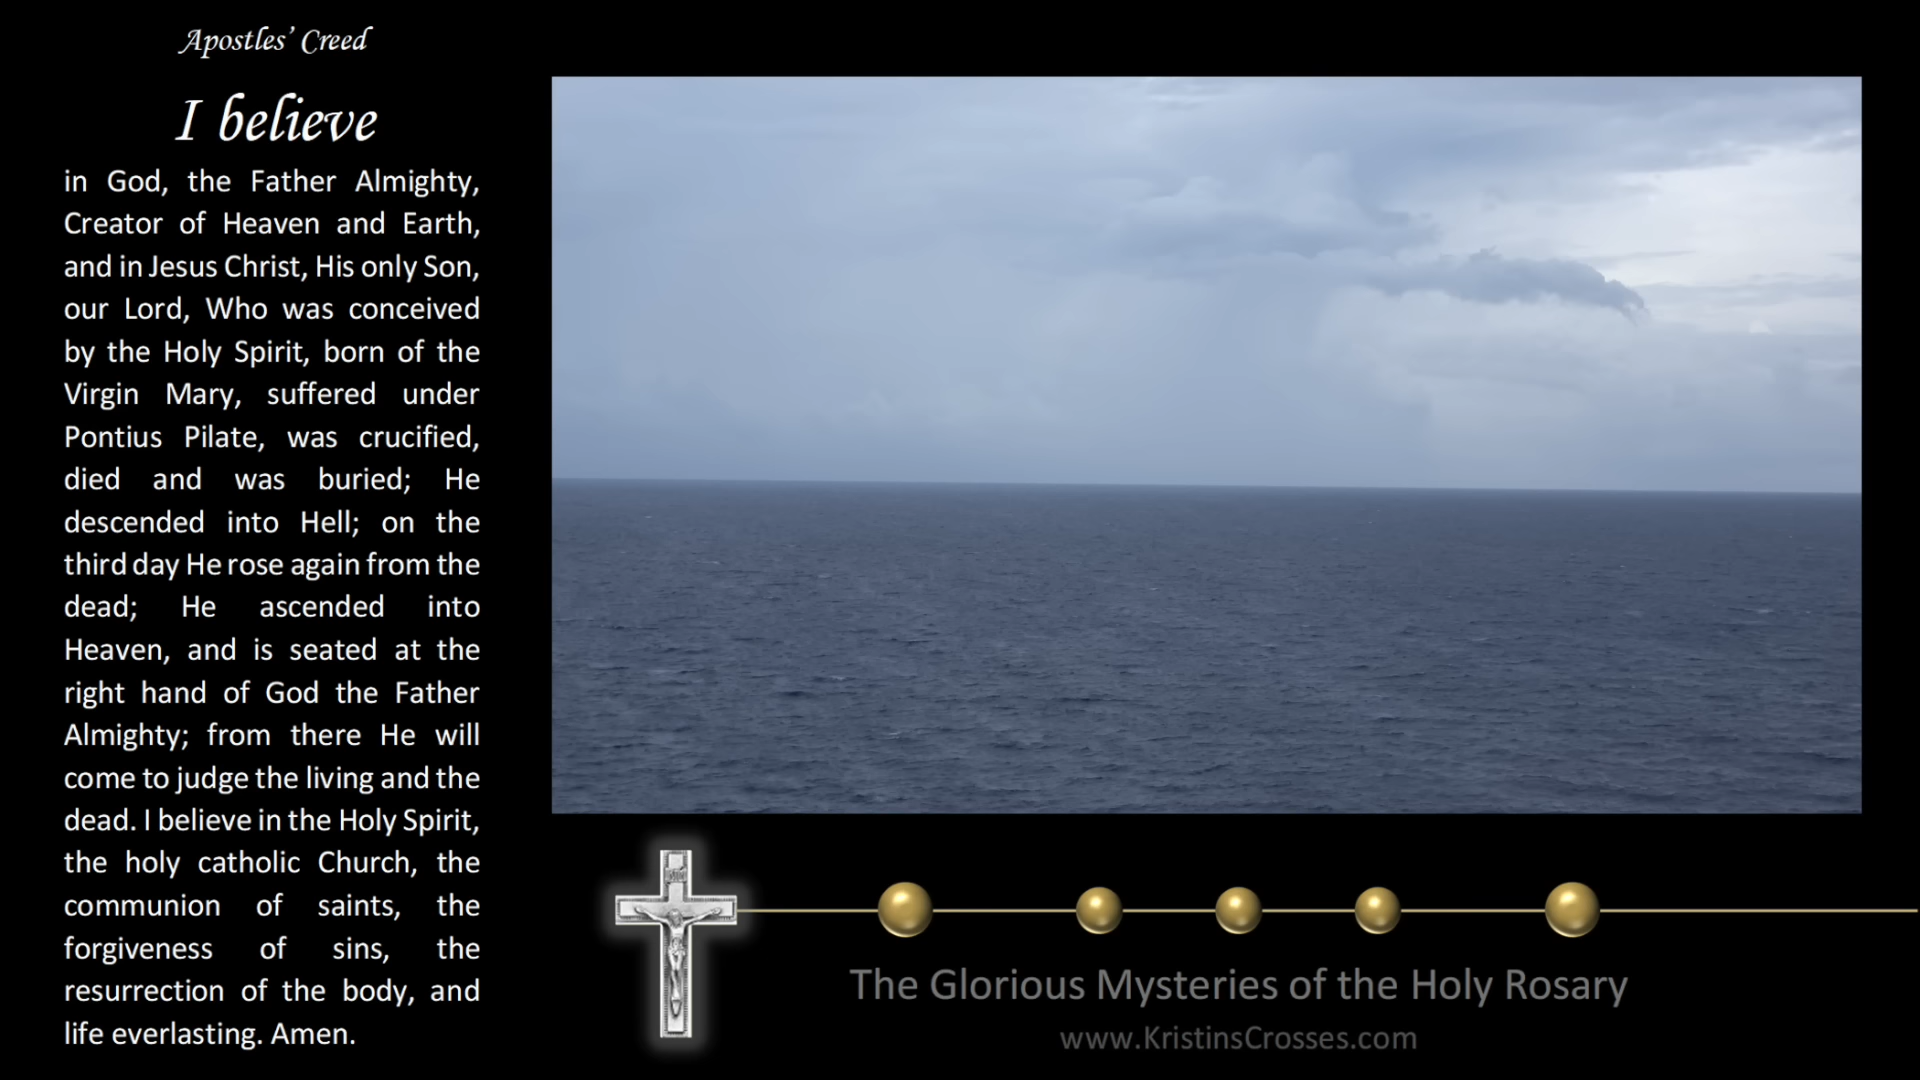 Apostles’ Creed
I believe
in God, the Father Almighty,
Creator of Heaven and Earth,
and in Jesus Christ, His only Son,
our Lord, Who was conceived
by the Holy Spirit, born of the
Virgin Mary, suffered under
Pontius Pilate, was crucified,
died and was buried; He
descended into Hell; on the
third day He rose again from the
dead; He ascended into
Heaven, and is seated at the
right hand of God the Father
Almighty; from there He will
come to judge the living and the
dead. I believe in the Holy Spirit,
the holy catholic Church, the
communion of saints, the
forgiveness of sins, the
resurrection of the body, and
life everlasting. Amen.
The Glorious Mysteries of the Holy Rosary
www.KristinsCrosses.com